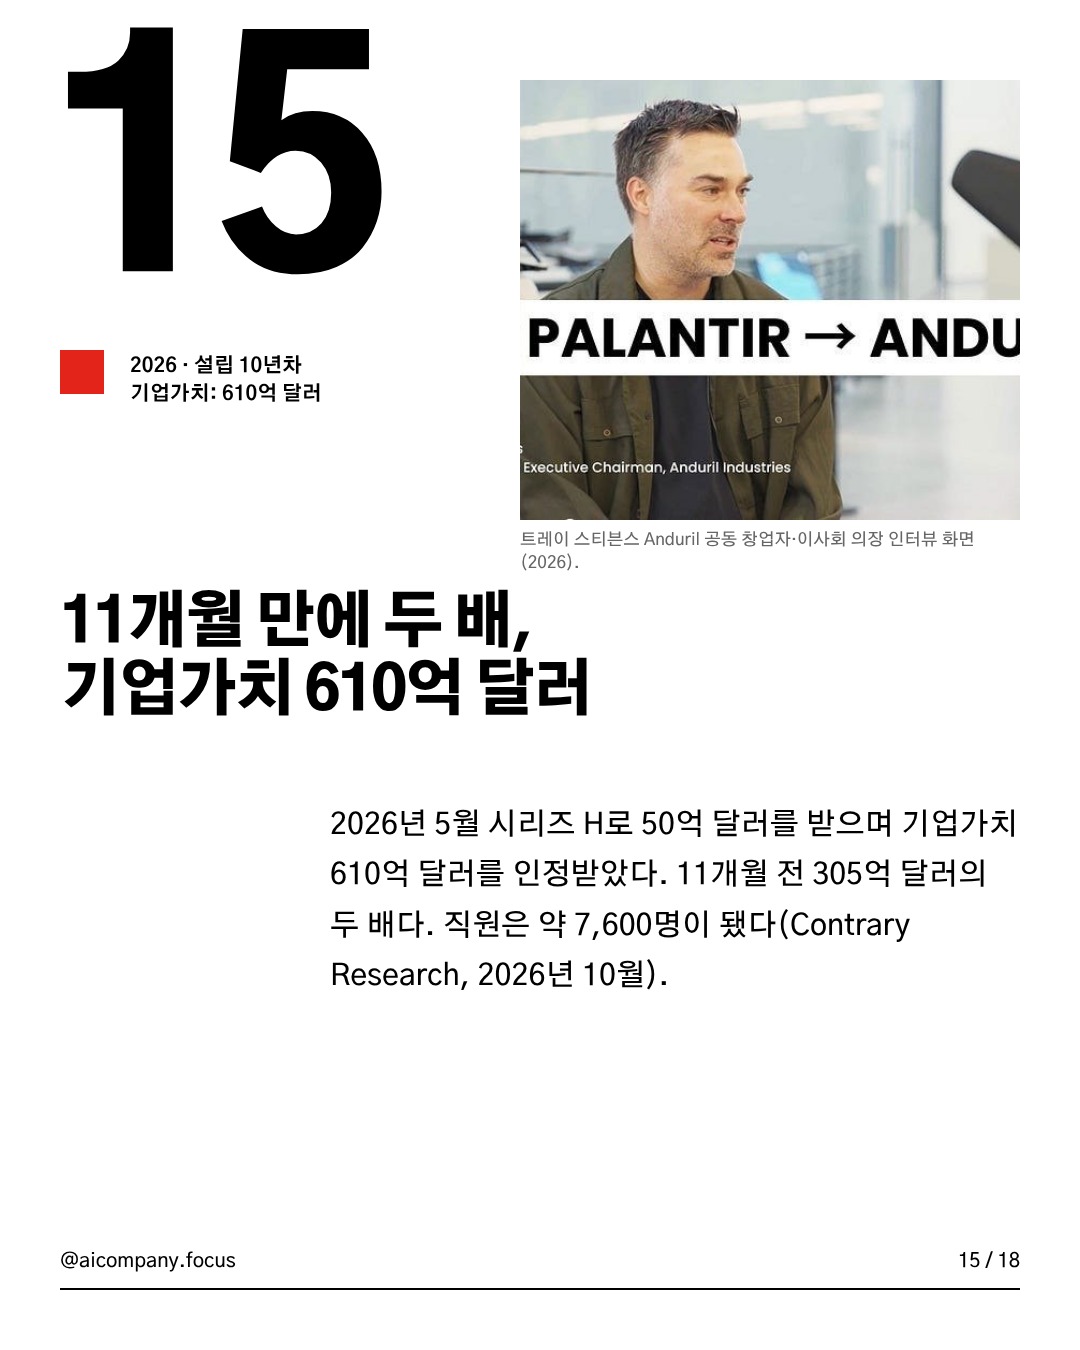 15
2026 · 설립 10년차
기업가치: 610억 달러
PALANTIR → ANDU
s
Executive Chairman, Anduril Industries
트레이 스티븐스 Anduril 공동 창업자·이사회 의장 인터뷰 화면
(2026).
11개월 만에 두 배,
기업가치 610억 달러
2026년 5월 시리즈 H로 50억 달러를 받으며 기업가치
610억 달러를 인정받았다. 11개월 전 305억 달러의
두 배다. 직원은 약 7,600명이 됐다(Contrary
Research, 2026년 10월).
@aicompany.focus
15 / 18